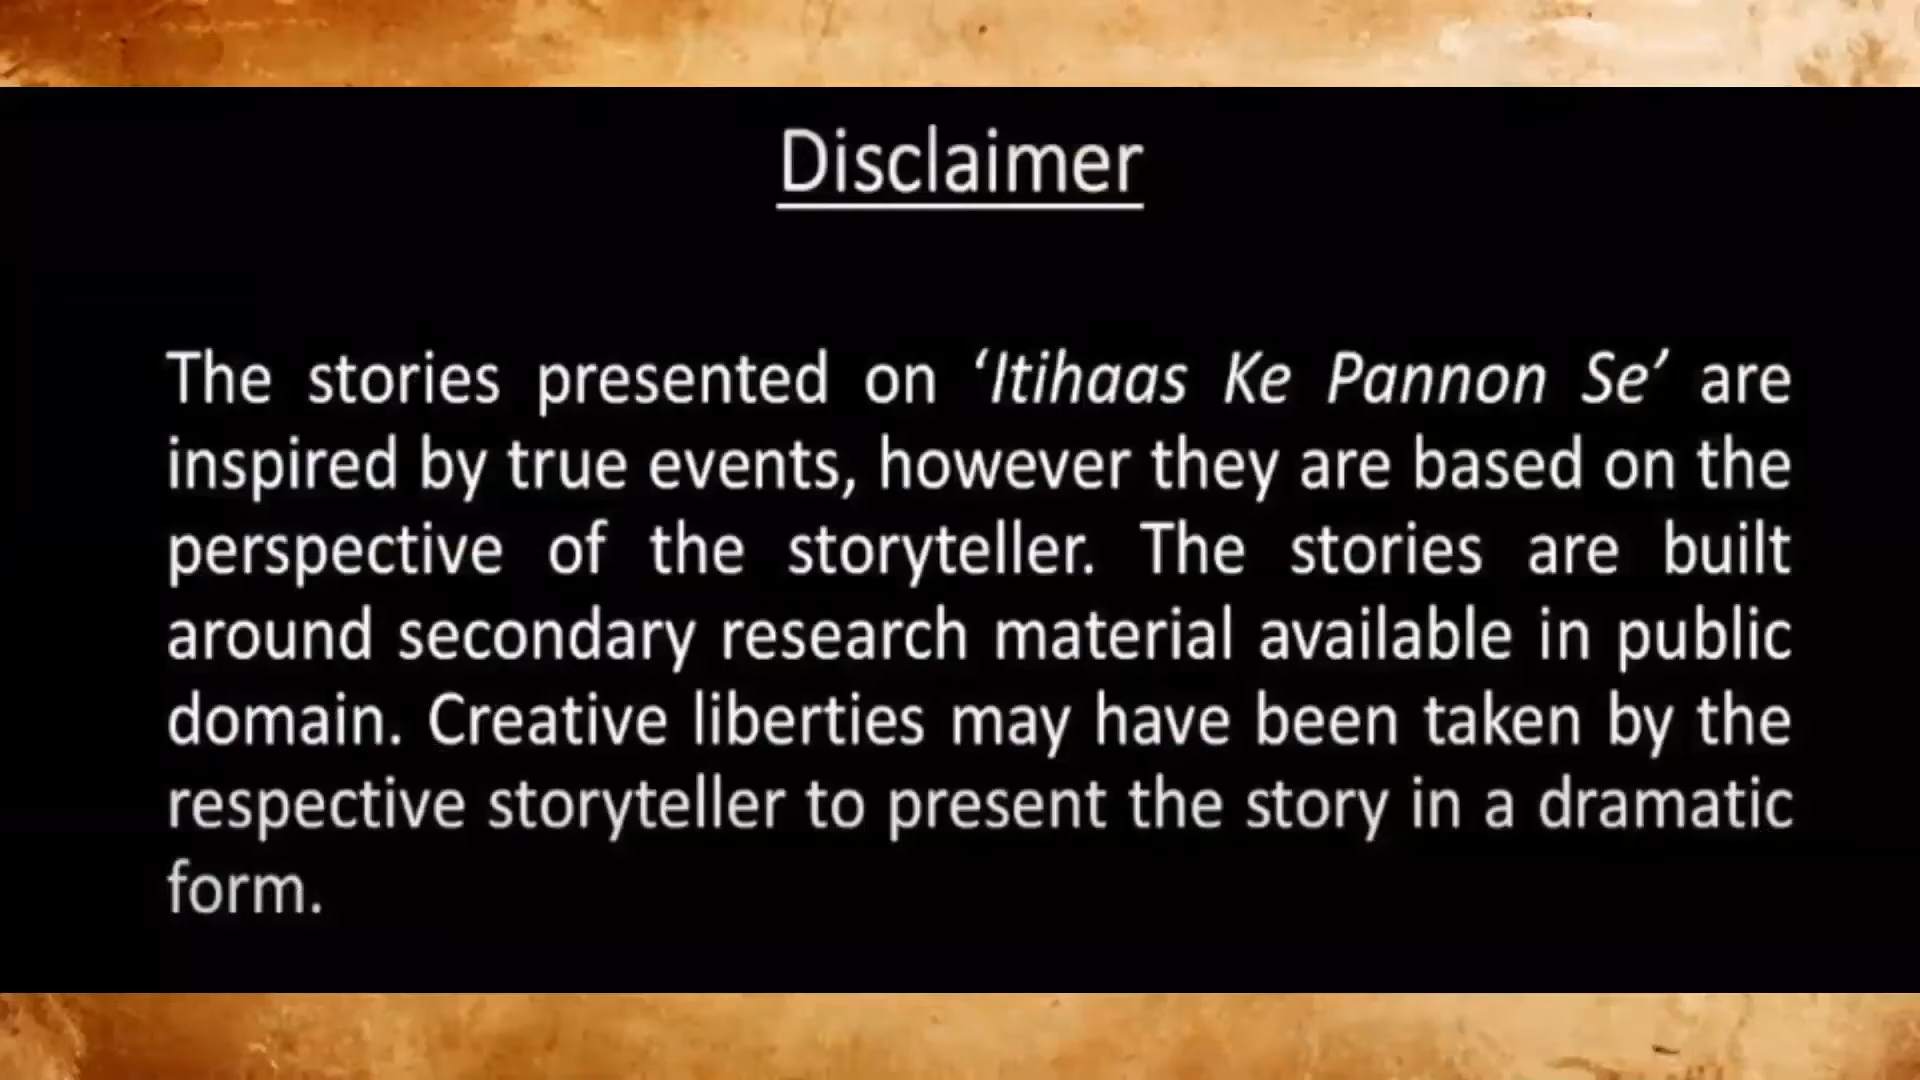 Disclaimer
The stories presented on ‘Itihaas Ke Pannon Se’ are
inspired by true events, however they are based on the
perspective of the storyteller. The stories are built
around secondary research material available in public
domain. Creative liberties may have been taken by the
respective storyteller to present the story in a dramatic
form.